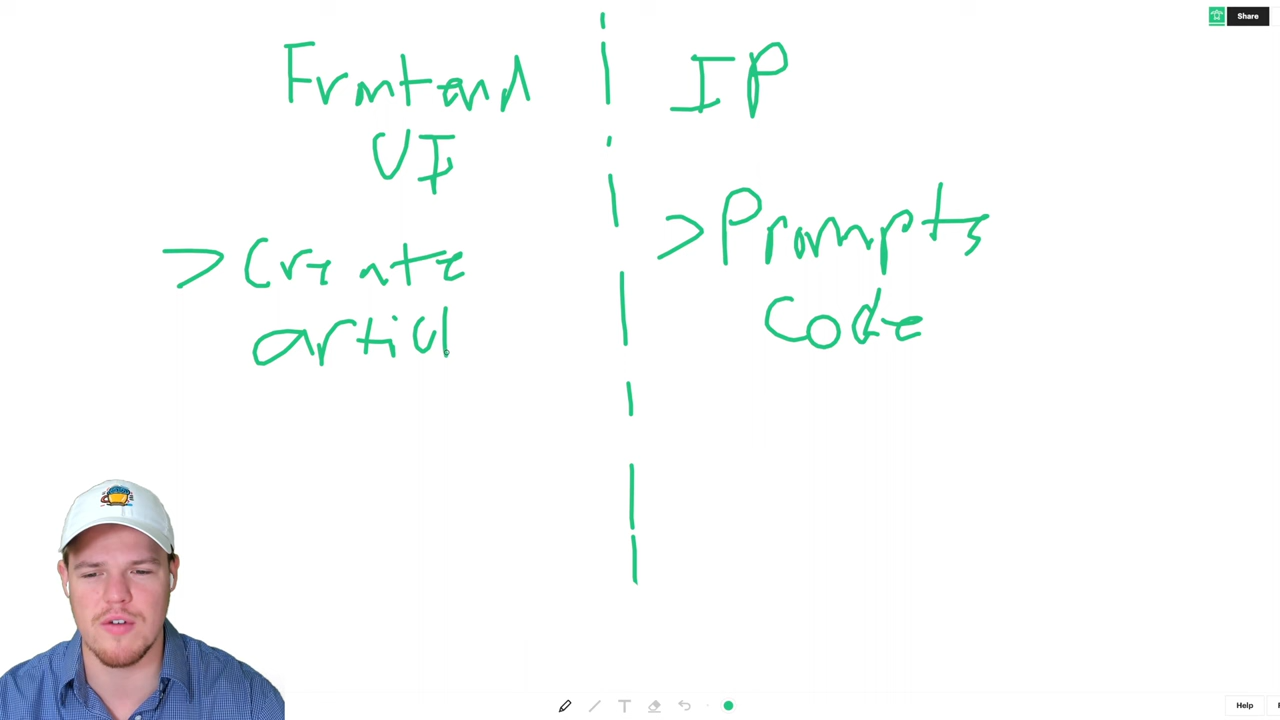 Frontend
UI
> Create
articl
IP
> Prompts
Code
Share
Help